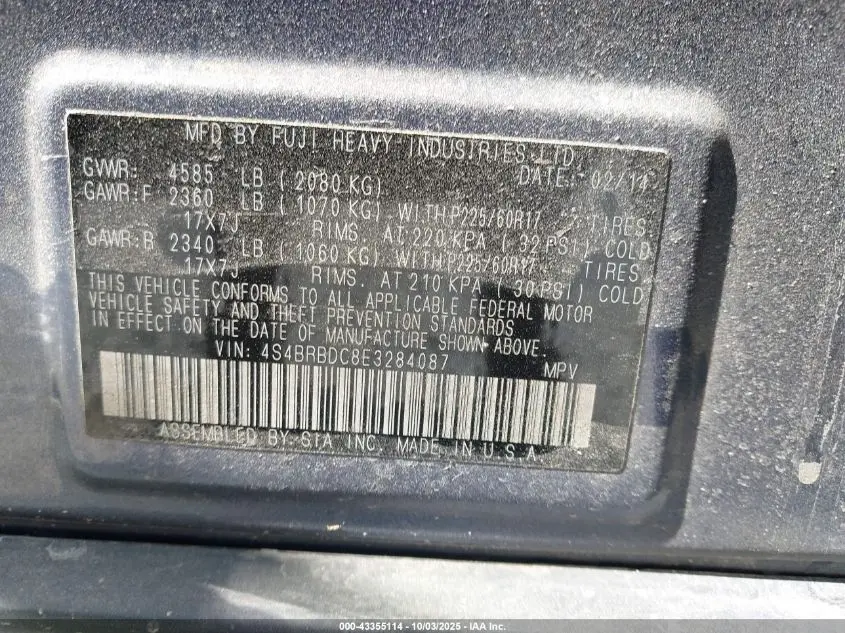 MFD BY FUJI HEAVY INDUSTRIES LTD.
GVWR: 4585 LB ( 2080 KG) DATE: 02/14
GAWR:F 2360 LB ( 1070 KG) WITH P225/60R17 TIRES
17X7J RIMS. AT 220 KPA ( 32 PSI) COLD
GAWR:R 2340 LB ( 1060 KG) WITH P225/60R17 TIRES
17X7J RIMS. AT 210 KPA ( 30 PSI) COLD
THIS VEHICLE CONFORMS TO ALL APPLICABLE FEDERAL MOTOR
VEHICLE SAFETY AND THEFT PREVENTION STANDARDS
IN EFFECT ON THE DATE OF MANUFACTURE SHOWN ABOVE.
VIN: 4S4BRBDC8E3284087 MPV
ASSEMBLED BY SIA INC. MADE IN U.S.A
000-43355114 - 10/03/2025 - IAA Inc.